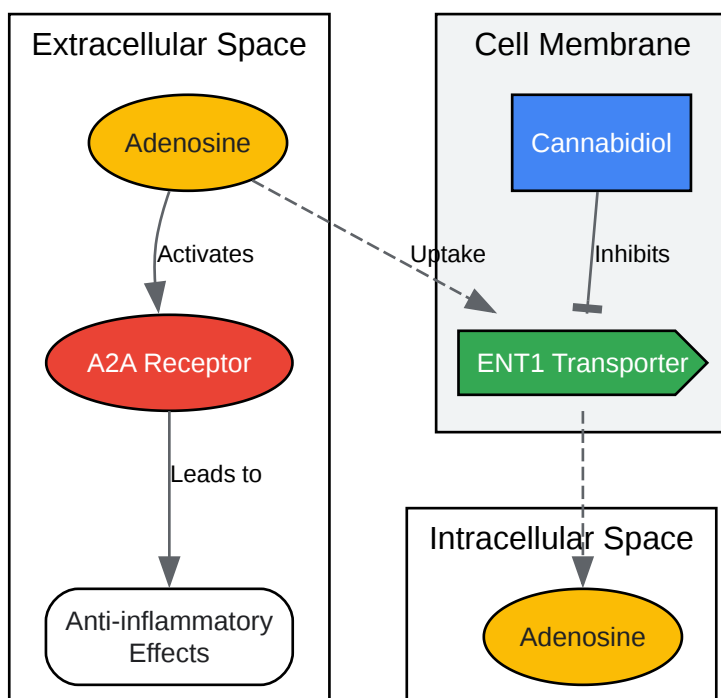 Extracellular Space
Adenosine
Activates
A2A Receptor
Leads to
Anti-inflammatory
Effects
Cell Membrane
Cannabidiol
Uptake
Inhibits
ENT1 Transporter
Intracellular Space
Adenosine